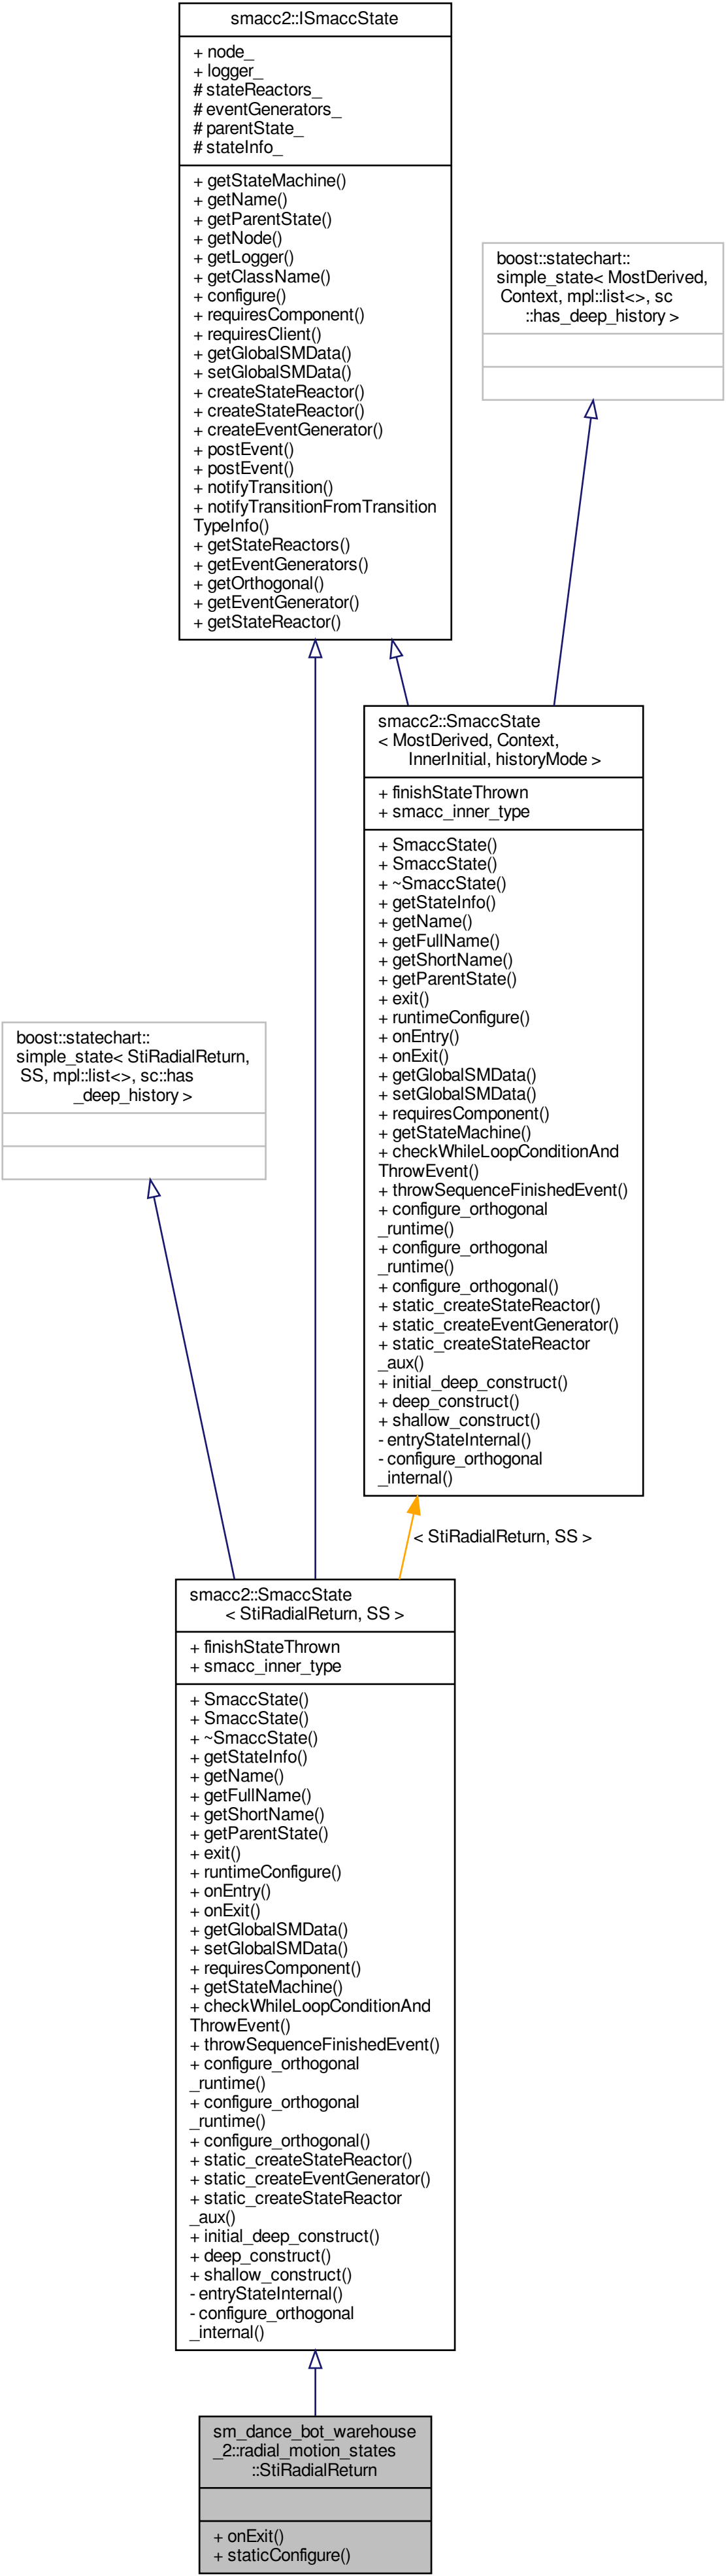 smacc2::ISmaccState
+ node_
+ logger_
# stateReactors_
# eventGenerators_
# parentState_
# stateInfo_
+ getStateMachine()
+ getName()
+ getParentState()
+ getNode()
+ getLogger()
+ getClassName()
+ configure()
+ requiresComponent()
+ requiresClient()
+ getGlobalSMData()
+ setGlobalSMData()
+ createStateReactor()
+ createStateReactor()
+ createEventGenerator()
+ postEvent()
+ postEvent()
+ notifyTransition()
+ notifyTransitionFromTransition
TypeInfo()
+ getStateReactors()
+ getEventGenerators()
+ getOrthogonal()
+ getEventGenerator()
+ getStateReactor()
boost::statechart::
simple_state< MostDerived,
Context, mpl::list<>, sc
::has_deep_history >
smacc2::SmaccState
< MostDerived, Context,
InnerInitial, historyMode >
+ finishStateThrown
+ smacc_inner_type
+ SmaccState()
+ SmaccState()
+ ~SmaccState()
+ getStateInfo()
+ getName()
+ getFullName()
+ getShortName()
+ getParentState()
+ exit()
+ runtimeConfigure()
+ onEntry()
+ onExit()
+ getGlobalSMData()
+ setGlobalSMData()
+ requiresComponent()
+ getStateMachine()
+ checkWhileLoopConditionAnd
ThrowEvent()
+ throwSequenceFinishedEvent()
+ configure_orthogonal
_runtime()
+ configure_orthogonal
_runtime()
+ configure_orthogonal()
+ static_createStateReactor()
+ static_createEventGenerator()
+ static_createStateReactor
_aux()
+ initial_deep_construct()
+ deep_construct()
+ shallow_construct()
- entryStateInternal()
- configure_orthogonal
_internal()
boost::statechart::
simple_state< StiRadialReturn,
SS, mpl::list<>, sc::has
_deep_history >
< StiRadialReturn, SS >
smacc2::SmaccState
< StiRadialReturn, SS >
+ finishStateThrown
+ smacc_inner_type
+ SmaccState()
+ SmaccState()
+ ~SmaccState()
+ getStateInfo()
+ getName()
+ getFullName()
+ getShortName()
+ getParentState()
+ exit()
+ runtimeConfigure()
+ onEntry()
+ onExit()
+ getGlobalSMData()
+ setGlobalSMData()
+ requiresComponent()
+ getStateMachine()
+ checkWhileLoopConditionAnd
ThrowEvent()
+ throwSequenceFinishedEvent()
+ configure_orthogonal
_runtime()
+ configure_orthogonal
_runtime()
+ configure_orthogonal()
+ static_createStateReactor()
+ static_createEventGenerator()
+ static_createStateReactor
_aux()
+ initial_deep_construct()
+ deep_construct()
+ shallow_construct()
- entryStateInternal()
- configure_orthogonal
_internal()
sm_dance_bot_warehouse
_2::radial_motion_states
::StiRadialReturn
+ onExit()
+ staticConfigure()